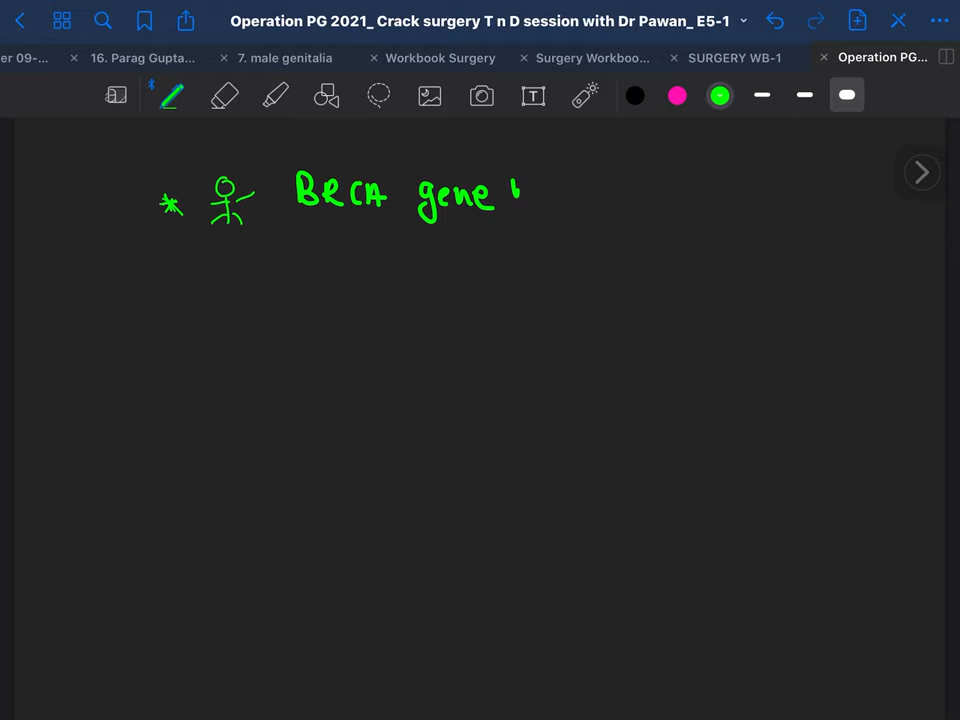 Operation PG 2021_ Crack surgery T n D session with Dr Pawan_ E5-1
er 09-... 16. Parag Gupta... 7. male genitalia Workbook Surgery Surgery Workboo... SURGERY WB-1 Operation PG...
T
* BRCA gene